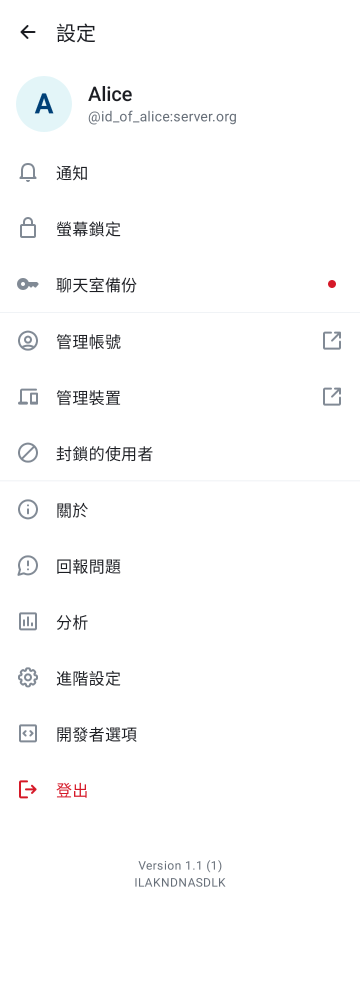 設定
A
Alice
@id_of_alice:server.org
通知
螢幕鎖定
聊天室備份
管理帳號
管理裝置
封鎖的使用者
關於
回報問題
分析
進階設定
開發者選項
登出
Version 1.1 (1)
ILAKNDNASDLK